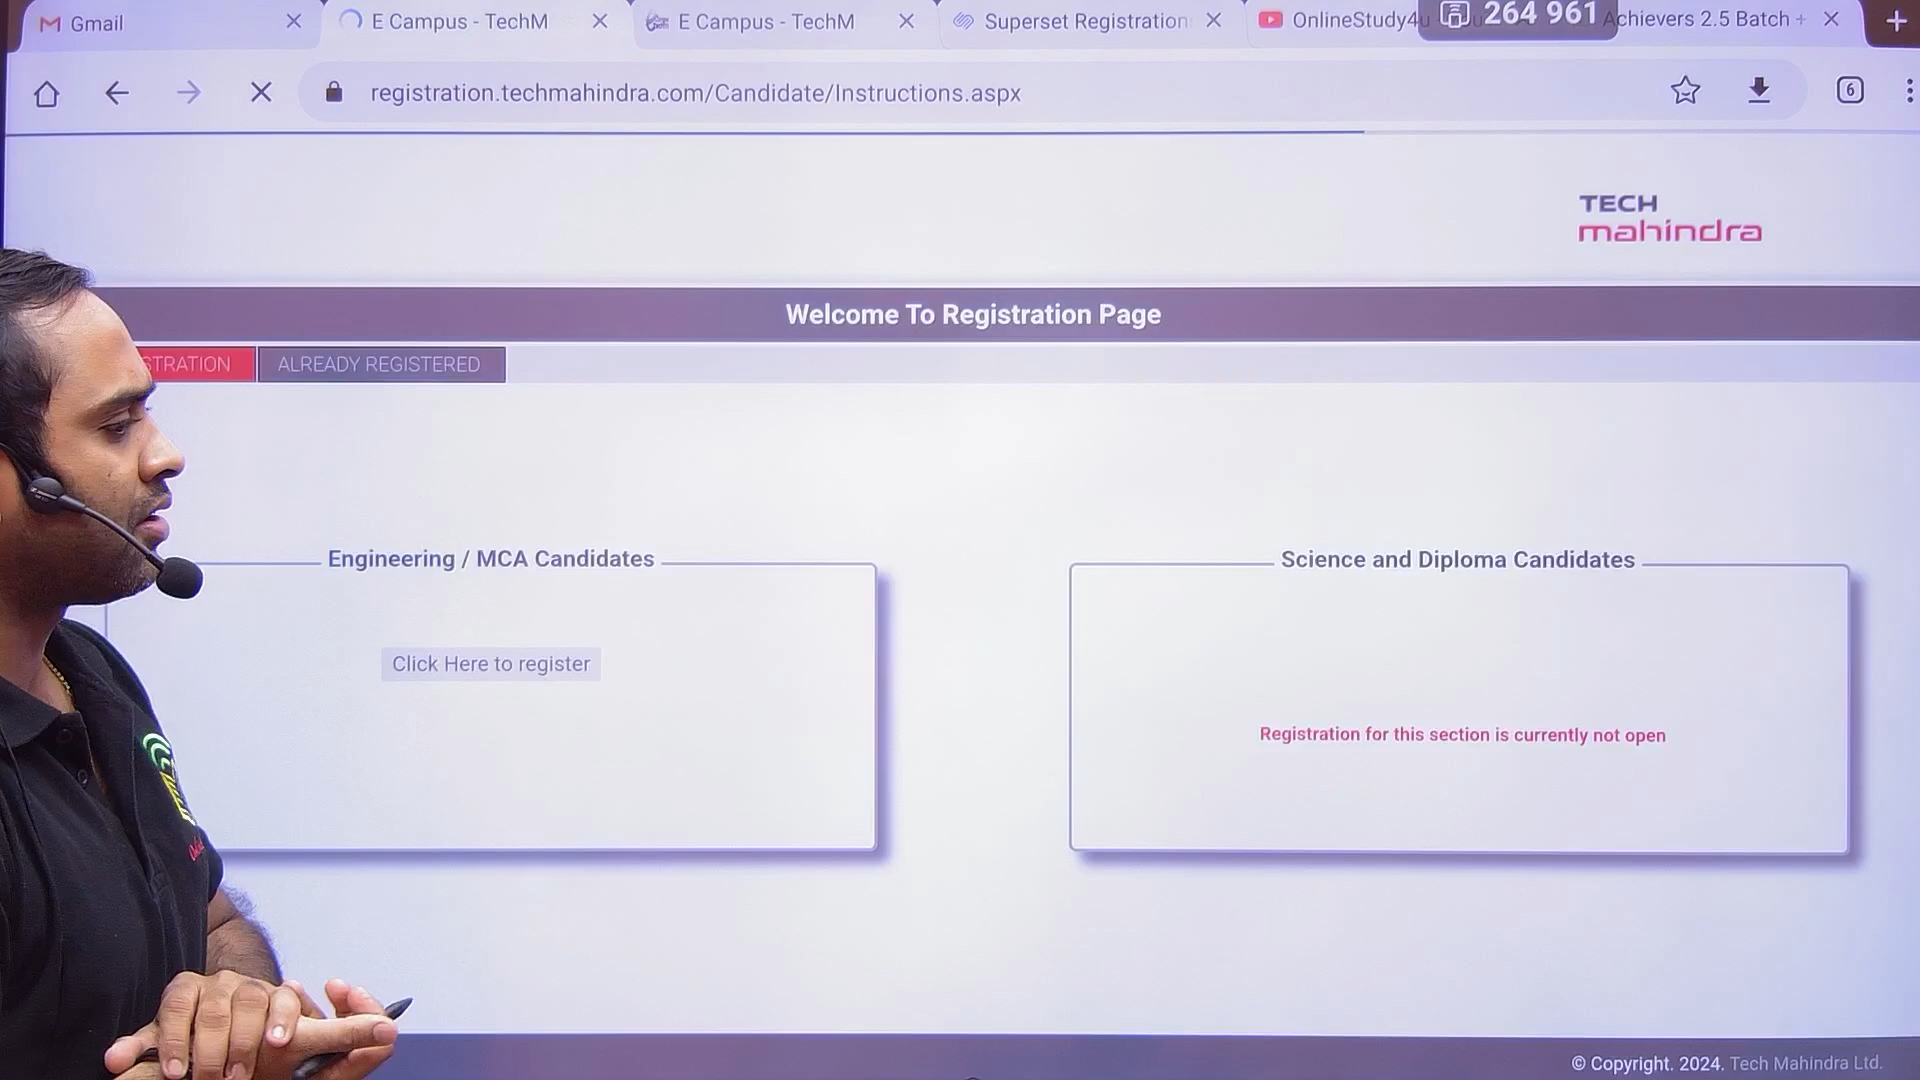 Gmail
E Campus - TechM
E Campus - TechM
Superset Registration
OnlineStudy4u
264 961
Achievers 2.5 Batch +
registration.techmahindra.com/Candidate/Instructions.aspx
6
TECH
mahindra
Welcome To Registration Page
STRATION
ALREADY REGISTERED
Engineering / MCA Candidates
Click Here to register
Science and Diploma Candidates
Registration for this section is currently not open
© Copyright. 2024. Tech Mahindra Ltd.